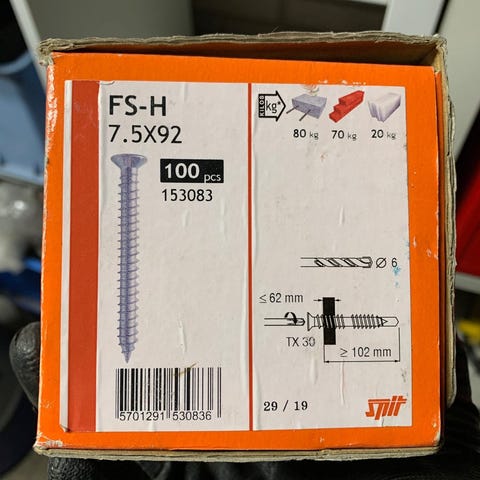 FS-H
7.5X92
100 pcs
153083
5701291 530836
KILOS
kg*
80 kg 70 kg 20 kg
Ø 6
≤ 62 mm
TX 30
≥ 102 mm
29 / 19
spit